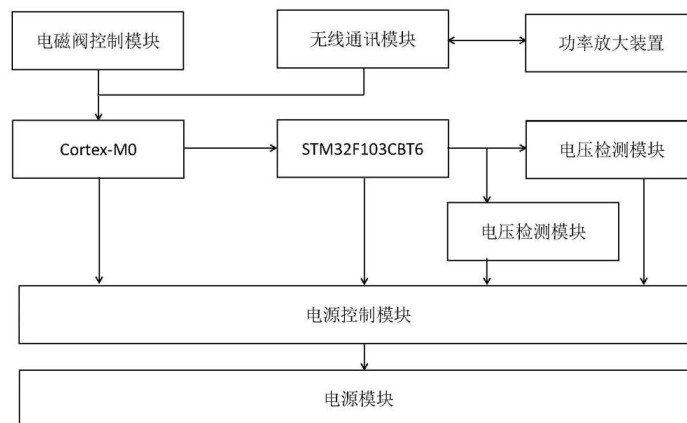 电磁阀控制模块
无线通讯模块
功率放大装置
Cortex-M0
STM32F103CBT6
电压检测模块
电压检测模块
电源控制模块
电源模块